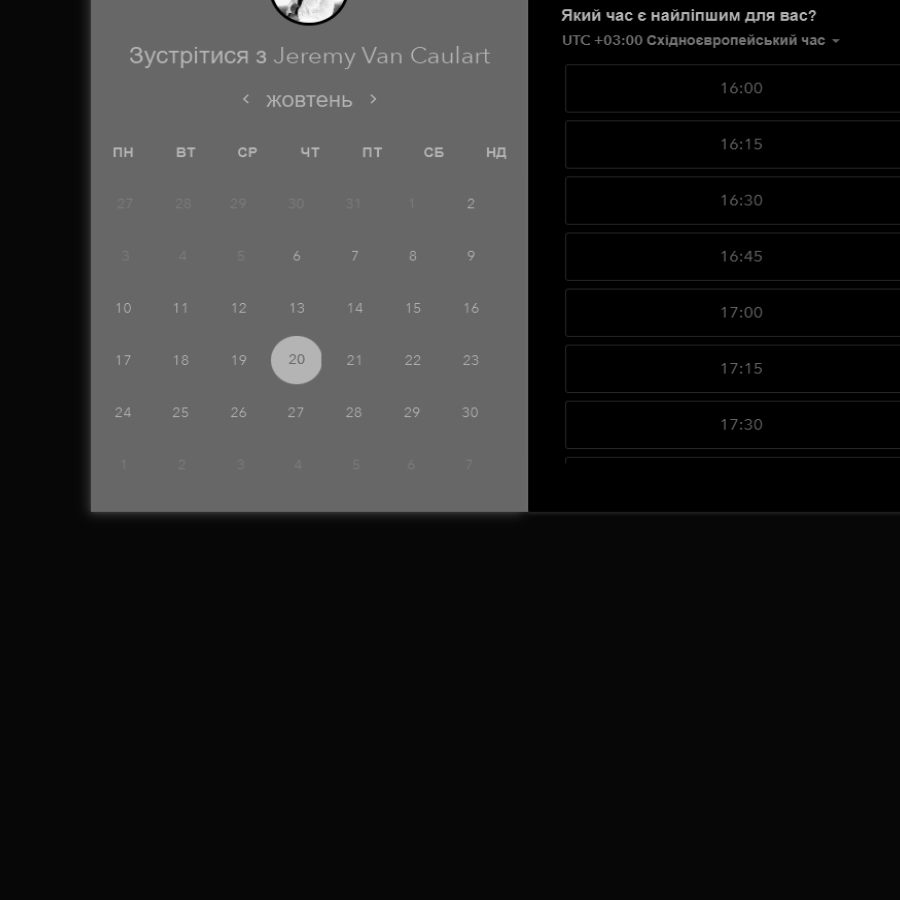 Зустрітися з Jeremy Van Caulart
жовтень
ПН ВТ СР ЧТ ПТ СБ НД
27 28 29 30 31 1 2
3 4 5 6 7 8 9
10 11 12 13 14 15 16
17 18 19 20 21 22 23
24 25 26 27 28 29 30
1 2 3 4 5 6 7
Який час є найліпшим для вас?
UTC +03:00 Східноєвропейський час
16:00
16:15
16:30
16:45
17:00
17:15
17:30